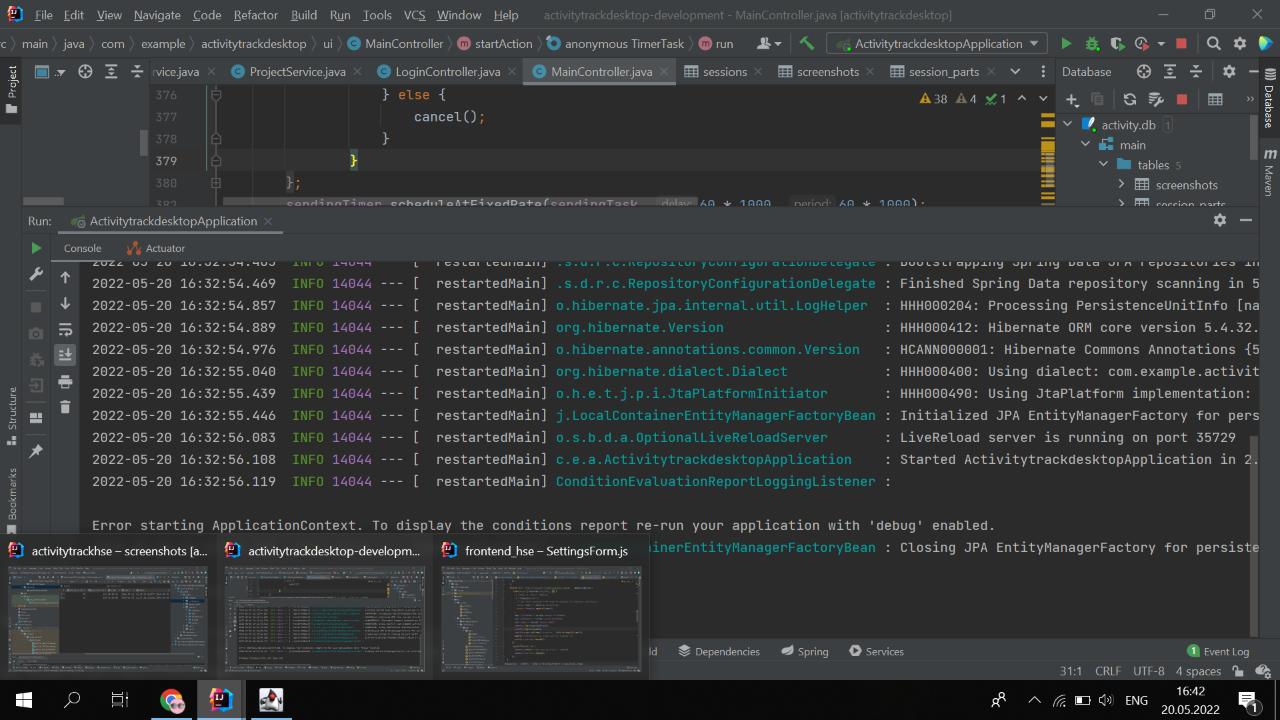 File Edit View Navigate Code Refactor Build Run Tools VCS Window Help activitytrackdesktop-development - MainController.java [activitytrackdesktop]
rc main java com example activitytrackdesktop ui MainController startAction anonymous TimerTask run ActivitytrackdesktopApplication
rvice.java ProjectService.java LoginController.java MainController.java sessions screenshots session_parts Database
Project
376 } else {
377 cancel();
378 }
379 }
380 };
382 sendingTimer.scheduleAtFixedRate(sendingTask, delay: 60 * 1000, period: 60 * 1000);
38 4 1
activity.db 1
main
tables 5
screenshots
session_parts
Database
Maven
Run: ActivitytrackdesktopApplication
Console Actuator
2022-05-20 16:32:54.465 INFO 14044 --- [ restartedMain] .s.d.r.c.RepositoryConfigurationDelegate : Bootstrapping Spring Data JPA repositories in
2022-05-20 16:32:54.469 INFO 14044 --- [ restartedMain] .s.d.r.c.RepositoryConfigurationDelegate : Finished Spring Data repository scanning in 5
2022-05-20 16:32:54.857 INFO 14044 --- [ restartedMain] o.hibernate.jpa.internal.util.LogHelper : HHH000204: Processing PersistenceUnitInfo [na
2022-05-20 16:32:54.889 INFO 14044 --- [ restartedMain] org.hibernate.Version : HHH000412: Hibernate ORM core version 5.4.32.
2022-05-20 16:32:54.976 INFO 14044 --- [ restartedMain] o.hibernate.annotations.common.Version : HCANN000001: Hibernate Commons Annotations {5
2022-05-20 16:32:55.040 INFO 14044 --- [ restartedMain] org.hibernate.dialect.Dialect : HHH000400: Using dialect: com.example.activit
2022-05-20 16:32:55.439 INFO 14044 --- [ restartedMain] o.h.e.t.j.p.i.JtaPlatformInitiator : HHH000490: Using JtaPlatform implementation:
2022-05-20 16:32:55.446 INFO 14044 --- [ restartedMain] j.LocalContainerEntityManagerFactoryBean : Initialized JPA EntityManagerFactory for pers
2022-05-20 16:32:56.083 INFO 14044 --- [ restartedMain] o.s.b.d.a.OptionalLiveReloadServer : LiveReload server is running on port 35729
2022-05-20 16:32:56.108 INFO 14044 --- [ restartedMain] c.e.a.ActivitytrackdesktopApplication : Started ActivitytrackdesktopApplication in 2.
2022-05-20 16:32:56.119 INFO 14044 --- [ restartedMain] ConditionEvaluationReportLoggingListener :
Structure
Bookmarks
Error starting ApplicationContext. To display the conditions report re-run your application with 'debug' enabled.
ainerEntityManagerFactoryBean : Closing JPA EntityManagerFactory for persiste
activitytrackhse – screenshots [a... activitytrackdesktop-developm... frontend_hse – SettingsForm.js
ld Dependencies Spring Services 1 Event Log
31:1 CRLF UTF-8 4 spaces
ENG 16:42
20.05.2022
1